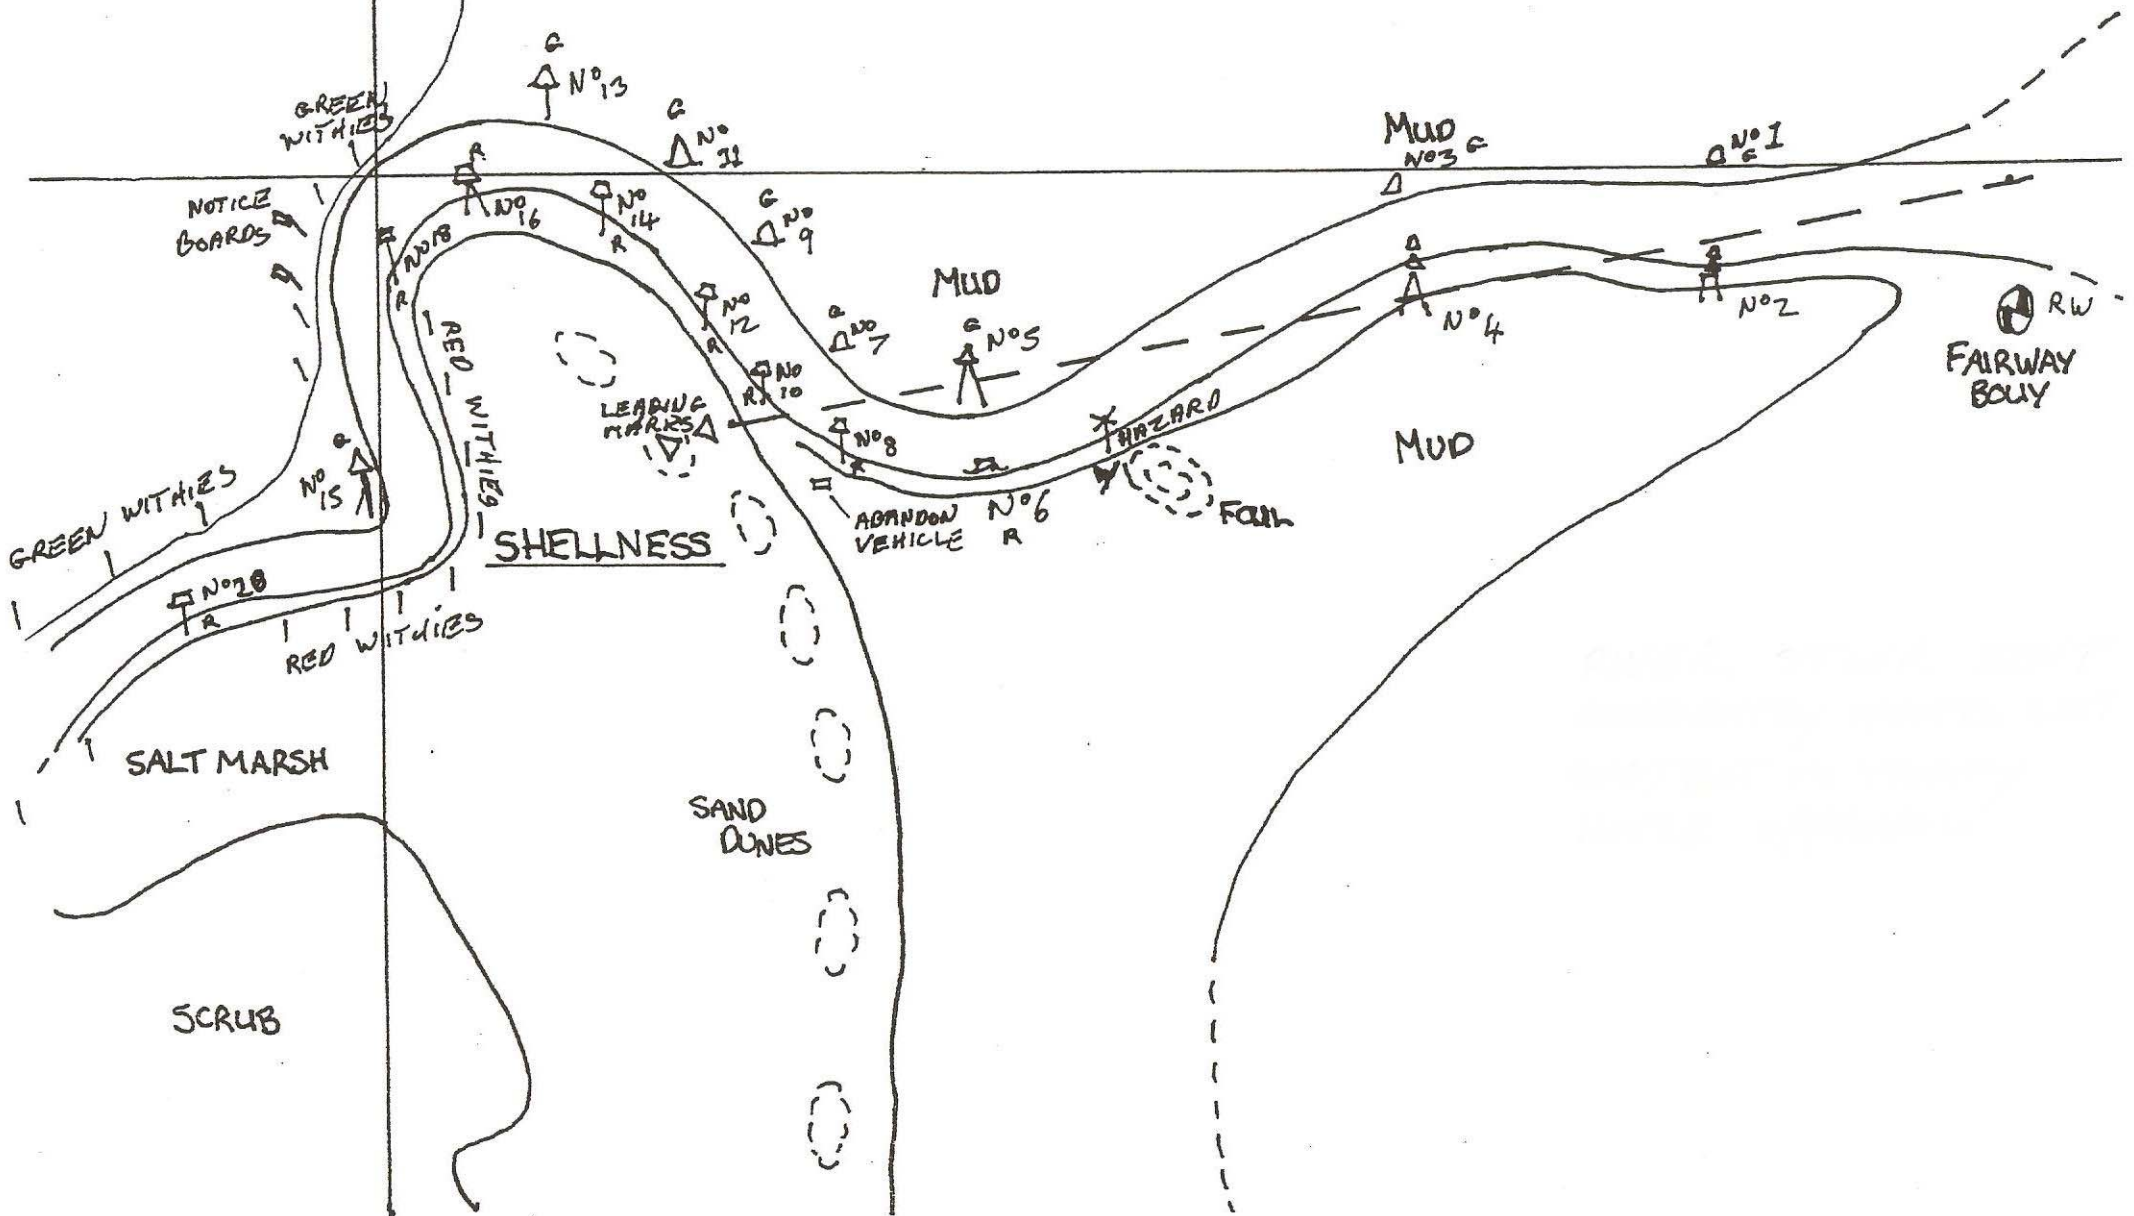 G
No 13
GREEN
WITHIES
G
No
11
MUD
No3 G
No 1
G
R
No
16
No
14
R
NOTICE
BOARDS
G
No
9
No 18
R
MUD
No
12
R
G
No
7
G
No 5
No 4
No 2
RW
FAIRWAY
BOUY
RED WITHIES
No
10
R
LEADING
MARKS
HAZARD
No 8
R
MUD
G
No
15
GREEN WITHIES
ABANDON
VEHICLE
No 6
R
FOUL
SHELLNESS
No 20
R
RED WITHIES
SALT MARSH
SAND
DUNES
SCRUB